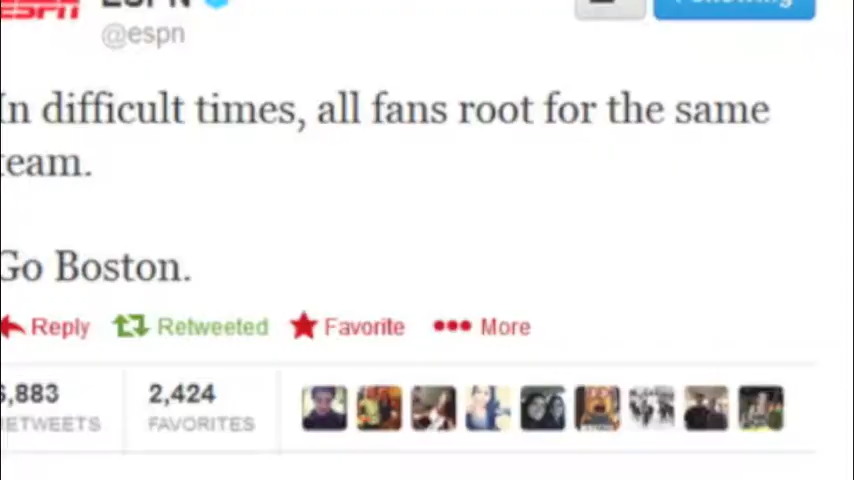 ESPN
@espn
In difficult times, all fans root for the same
team.
Go Boston.
Reply Retweeted Favorite More
,883 2,424
RETWEETS FAVORITES